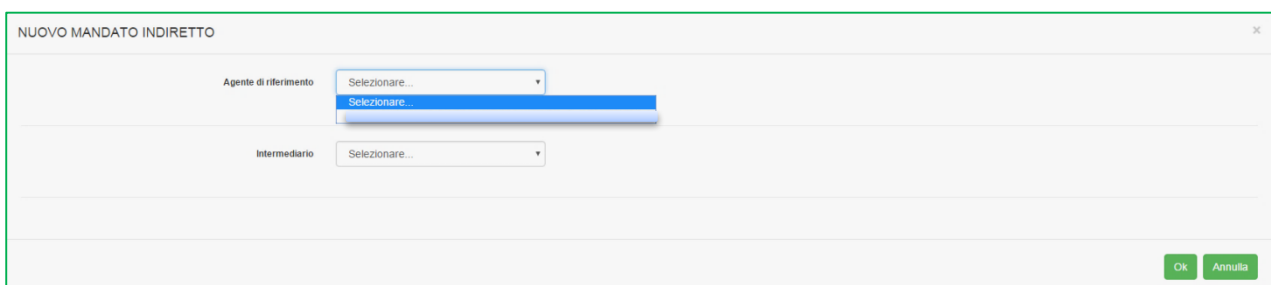 NUOVO MANDATO INDIRETTO ×
Agente di riferimento Selezionare...
Selezionare...
Intermediario Selezionare...
Ok Annulla